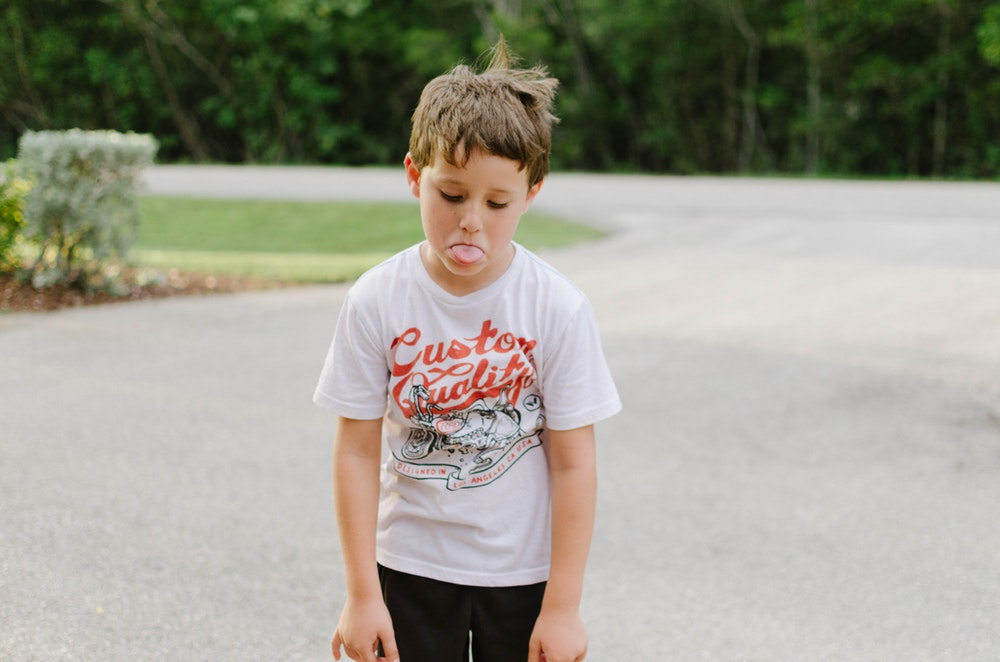 Custom
Quality
DESIGNED IN
LOS ANGELES, CA USA